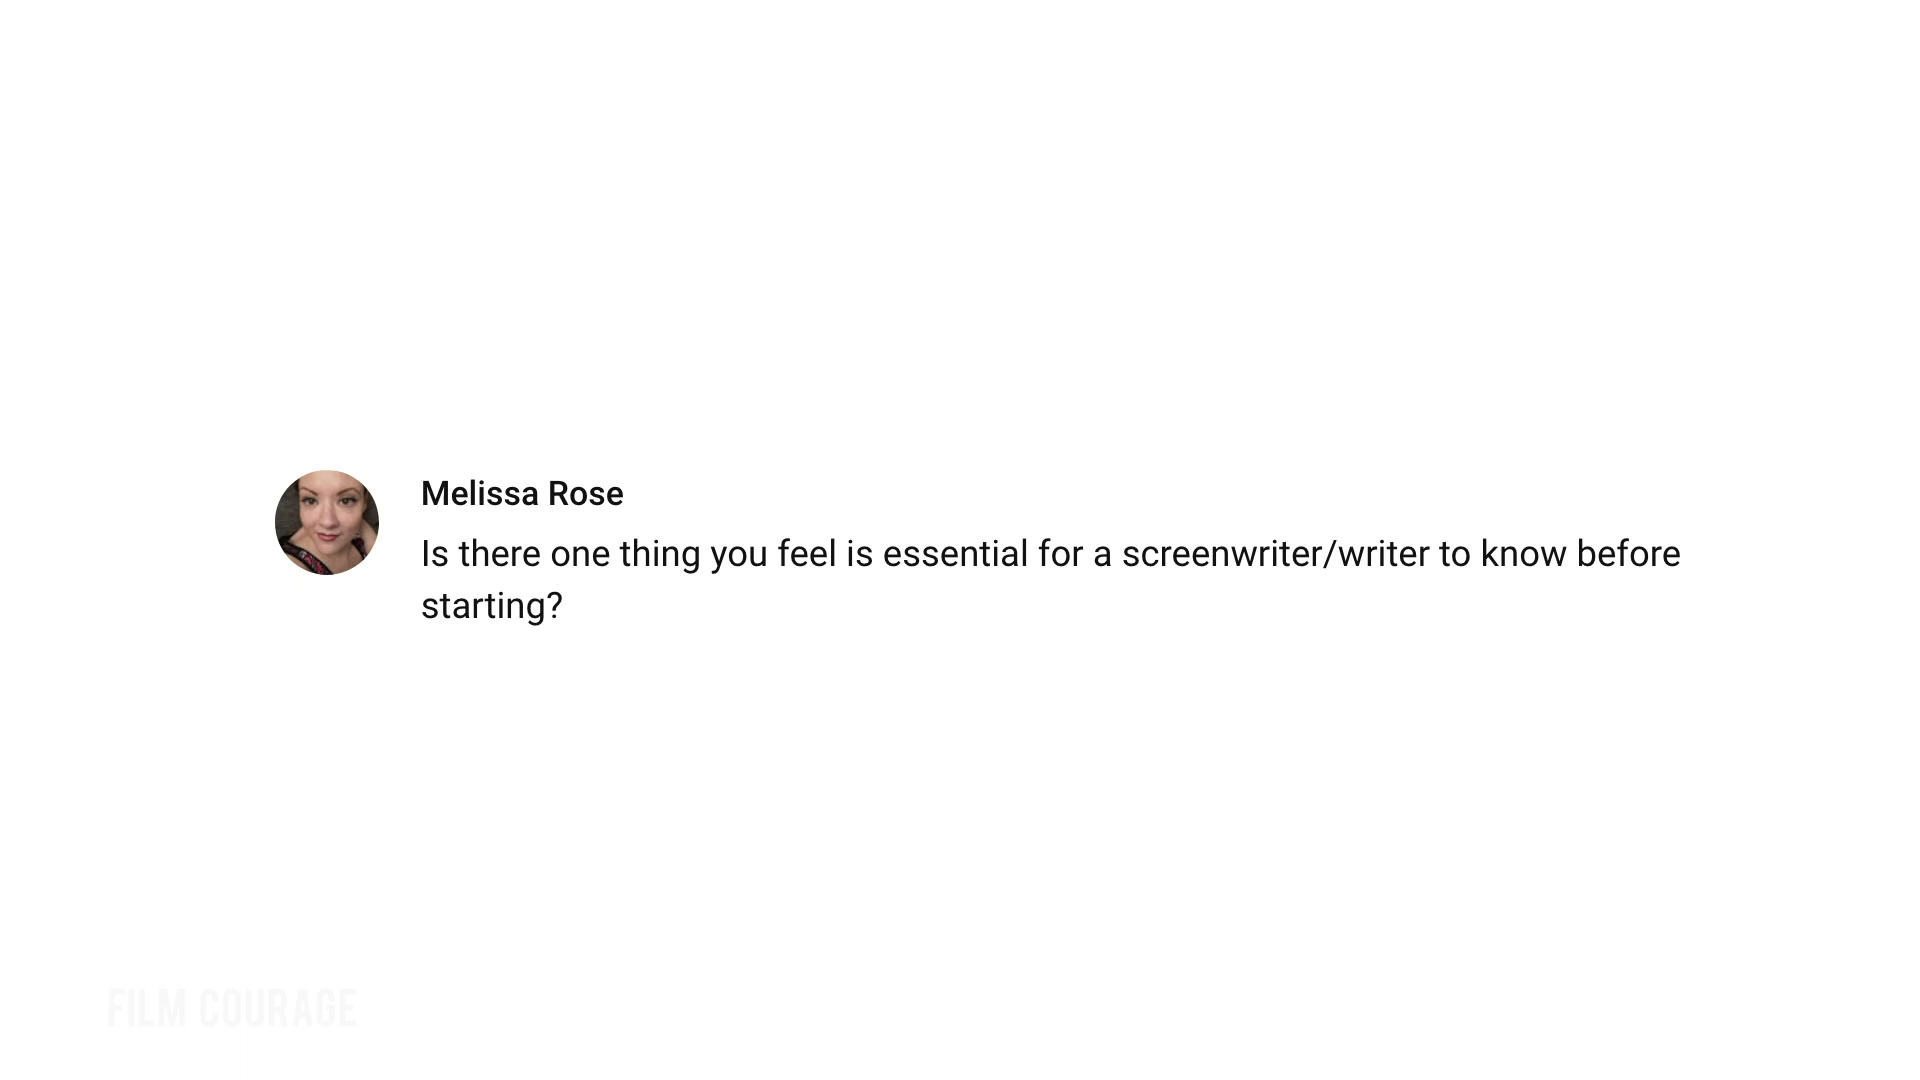 Melissa Rose
Is there one thing you feel is essential for a screenwriter/writer to know before
starting?
FILM COURAGE